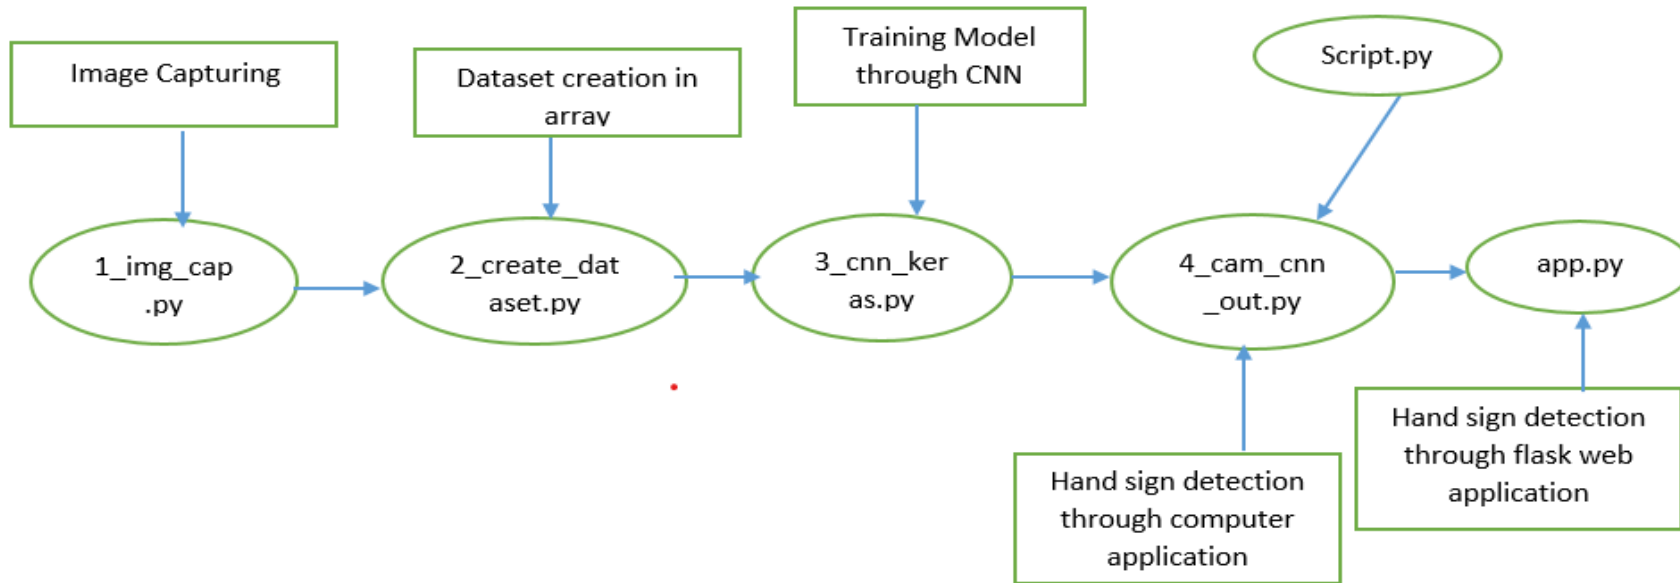 Image Capturing
Dataset creation in
array
Training Model
through CNN
Script.py
1_img_cap
.py
2_create_dat
aset.py
3_cnn_ker
as.py
4_cam_cnn
_out.py
app.py
Hand sign detection
through computer
application
Hand sign detection
through flask web
application